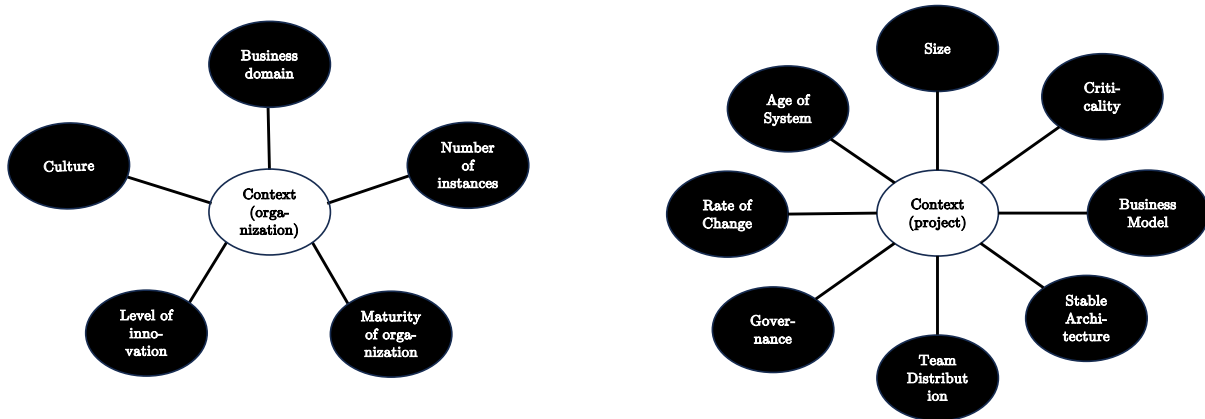 Business
domain
Culture
Number
of
instances
Context
(orga-
nization)
Level of
inno-
vation
Maturity
of orga-
nization
Size
Age of
System
Criti-
cality
Rate of
Change
Context
(project)
Business
Model
Gover-
nance
Stable
Archi-
tecture
Team
Distribut
ion